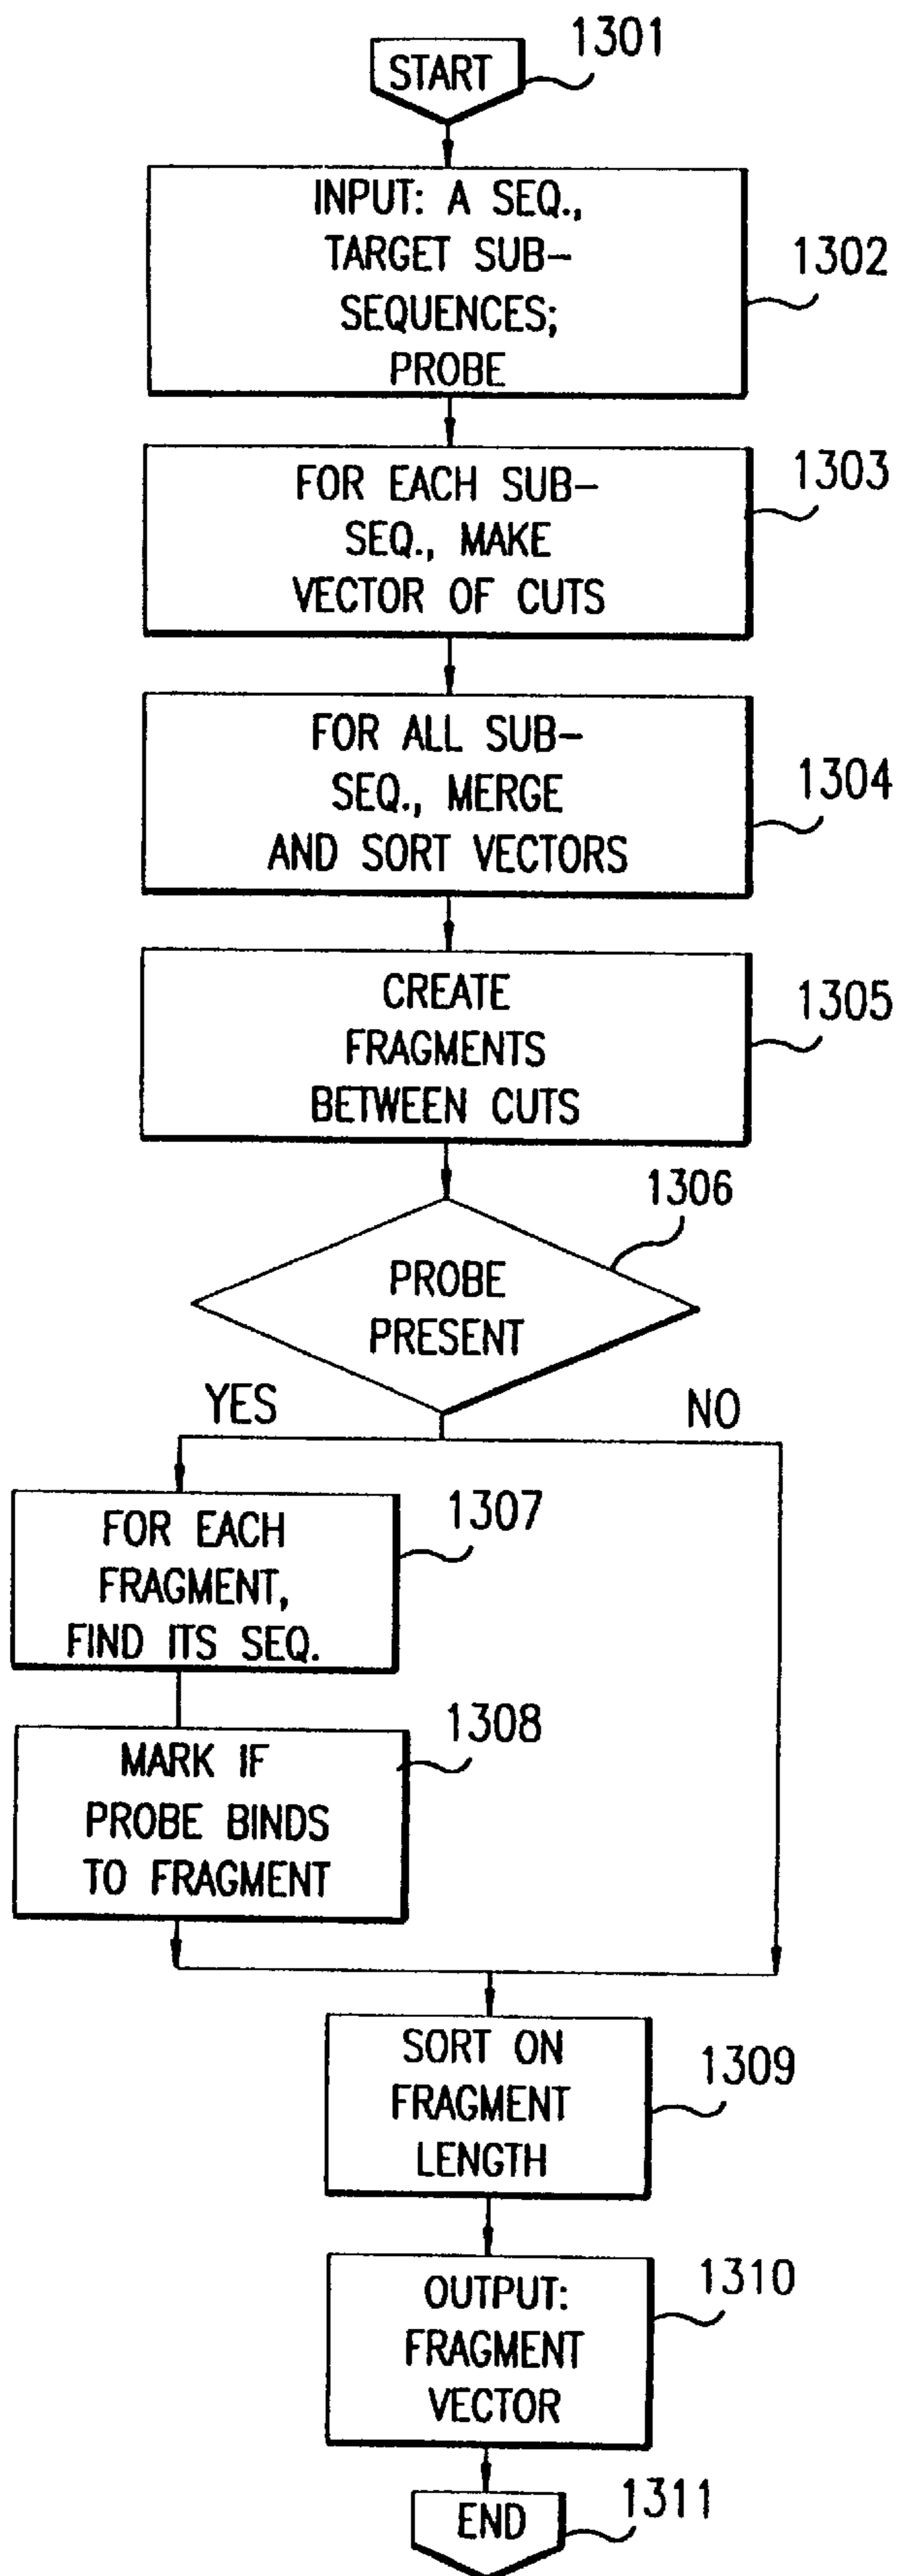 START
1301
INPUT: A SEQ.,
TARGET SUB-
SEQUENCES;
PROBE
1302
FOR EACH SUB-
SEQ., MAKE
VECTOR OF CUTS
1303
FOR ALL SUB-
SEQ., MERGE
AND SORT VECTORS
1304
CREATE
FRAGMENTS
BETWEEN CUTS
1305
PROBE
PRESENT
1306
YES
NO
FOR EACH
FRAGMENT,
FIND ITS SEQ.
1307
MARK IF
PROBE BINDS
TO FRAGMENT
1308
SORT ON
FRAGMENT
LENGTH
1309
OUTPUT:
FRAGMENT
VECTOR
1310
END
1311